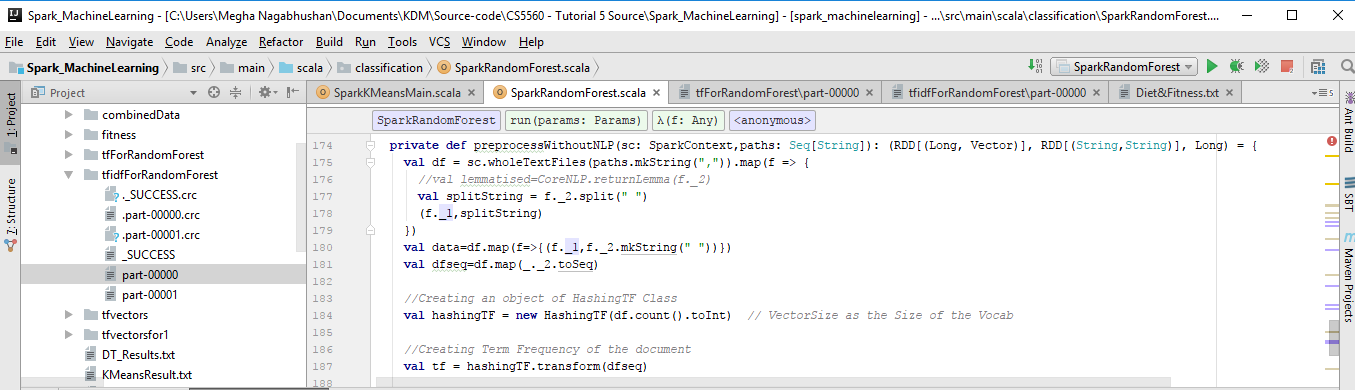 Spark_MachineLearning - [C:\Users\Megha Nagabhushan\Documents\KDM\Source-code\CS5560 - Tutorial 5 Source\Spark_MachineLearning] - [spark_machinelearning] - ...\src\main\scala\classification\SparkRandomForest....
File Edit View Navigate Code Analyze Refactor Build Run Tools VCS Window Help
Spark_MachineLearning src main scala classification SparkRandomForest.scala SparkRandomForest
Project SparkKMeansMain.scala SparkRandomForest.scala tfForRandomForest\part-00000 tfidfForRandomForest\part-00000 Diet&Fitness.txt 5
1: Project
7: Structure
combinedData
fitness
tfForRandomForest
tfidfForRandomForest
._SUCCESS.crc
.part-00000.crc
.part-00001.crc
_SUCCESS
part-00000
part-00001
tfvectors
tfvectorsfor1
DT_Results.txt
KMeansResult.txt
SparkRandomForest run(params: Params) λ(f: Any) <anonymous>
174 private def preprocessWithoutNLP(sc: SparkContext,paths: Seq[String]): (RDD[(Long, Vector)], RDD[(String,String)], Long) = {
175 val df = sc.wholeTextFiles(paths.mkString(",")).map(f => {
176 //val lemmatised=CoreNLP.returnLemma(f._2)
177 val splitString = f._2.split(" ")
178 (f._1,splitString)
179 })
180 val data=df.map(f=>{(f._1,f._2.mkString(" "))})
181 val dfseq=df.map(_._2.toSeq)
182
183 //Creating an object of HashingTF Class
184 val hashingTF = new HashingTF(df.count().toInt) // VectorSize as the Size of the Vocab
185
186 //Creating Term Frequency of the document
187 val tf = hashingTF.transform(dfseq)
188
Ant Build
SBT
Maven Projects